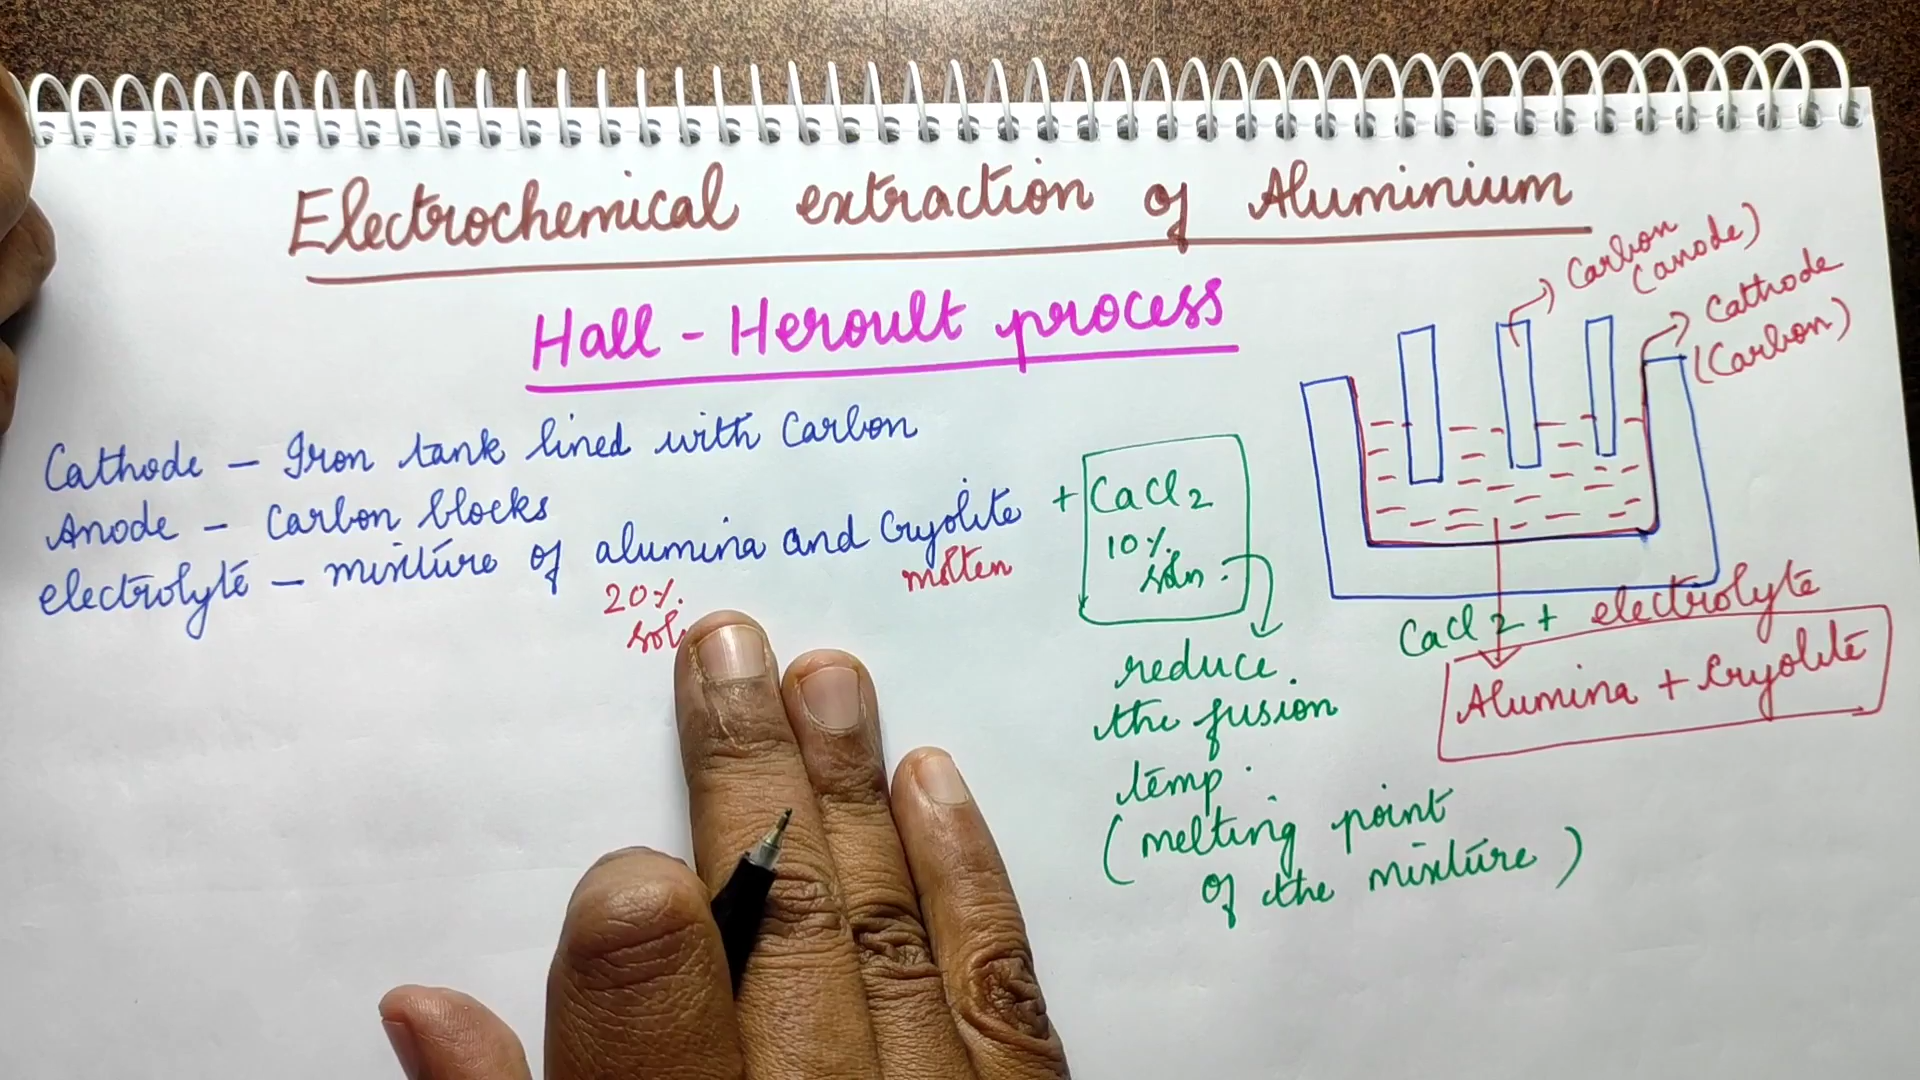 Electrochemical extraction of Aluminium
Hall - Heroult process
Cathode - Iron tank lined with Carbon
Anode - Carbon blocks
electrolyte - mixture of alumina and Cryolite + CaCl2
20%
molten
10%
soln.
reduce
the fusion
temp.
(melting point
of the mixture)
Carbon
(anode)
Cathode
(Carbon)
CaCl2 + electrolyte
Alumina + Cryolite